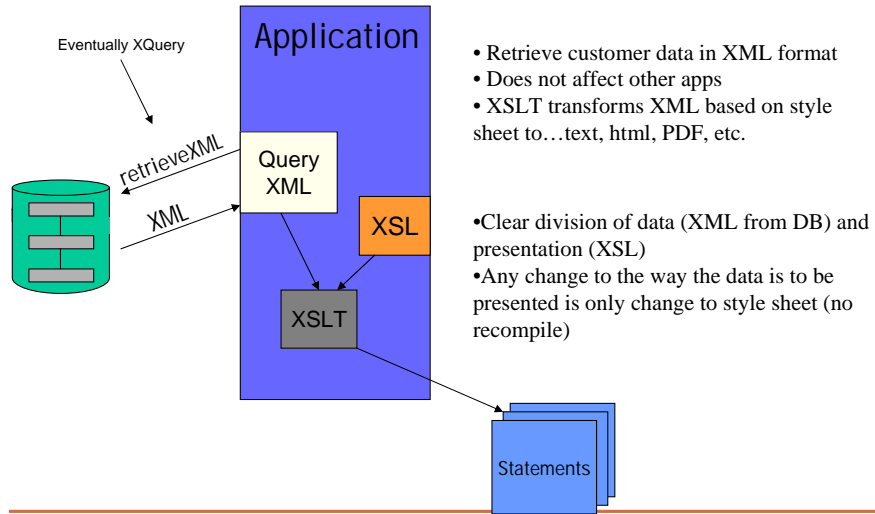 Eventually XQuery
Application
retrieveXML
XML
Query
XML
XSL
XSLT
Statements
• Retrieve customer data in XML format
• Does not affect other apps
• XSLT transforms XML based on style
sheet to…text, html, PDF, etc.
•Clear division of data (XML from DB) and
presentation (XSL)
•Any change to the way the data is to be
presented is only change to style sheet (no
recompile)